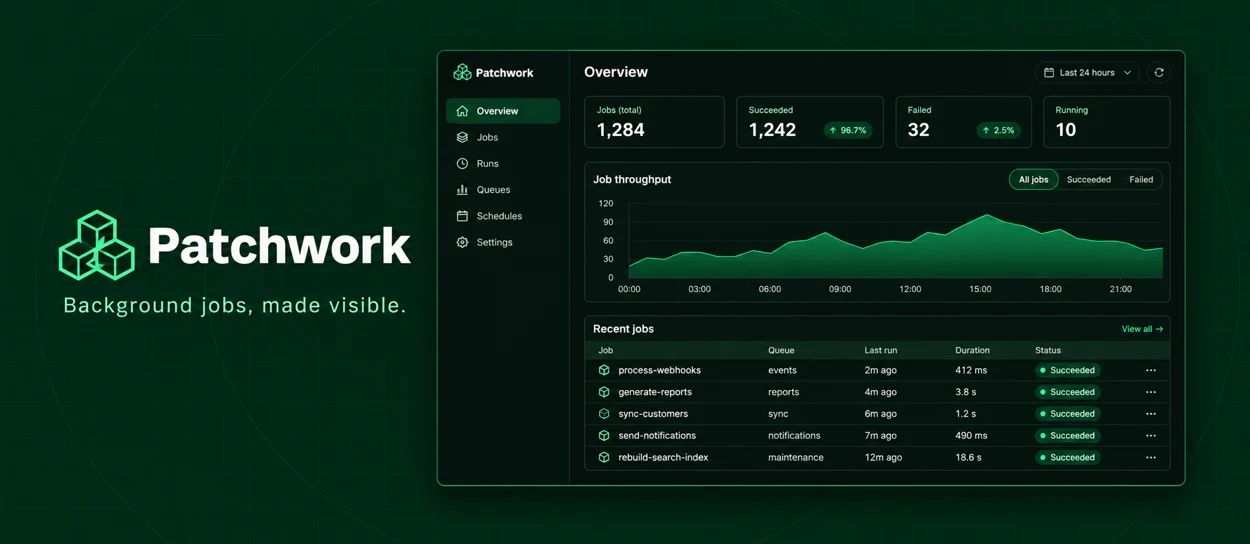 Patchwork
Background jobs, made visible.
Patchwork
Overview
Jobs
Runs
Queues
Schedules
Settings
Overview
Last 24 hours
Jobs (total)
1,284
Succeeded
1,242
↑ 96.7%
Failed
32
↑ 2.5%
Running
10
Job throughput
All jobs Succeeded Failed
120
90
60
30
0
00:00 03:00 06:00 09:00 12:00 15:00 18:00 21:00
Recent jobs
View all →
Job Queue Last run Duration Status
process-webhooks events 2m ago 412 ms Succeeded ...
generate-reports reports 4m ago 3.8 s Succeeded ...
sync-customers sync 6m ago 1.2 s Succeeded ...
send-notifications notifications 7m ago 490 ms Succeeded ...
rebuild-search-index maintenance 12m ago 18.6 s Succeeded ...